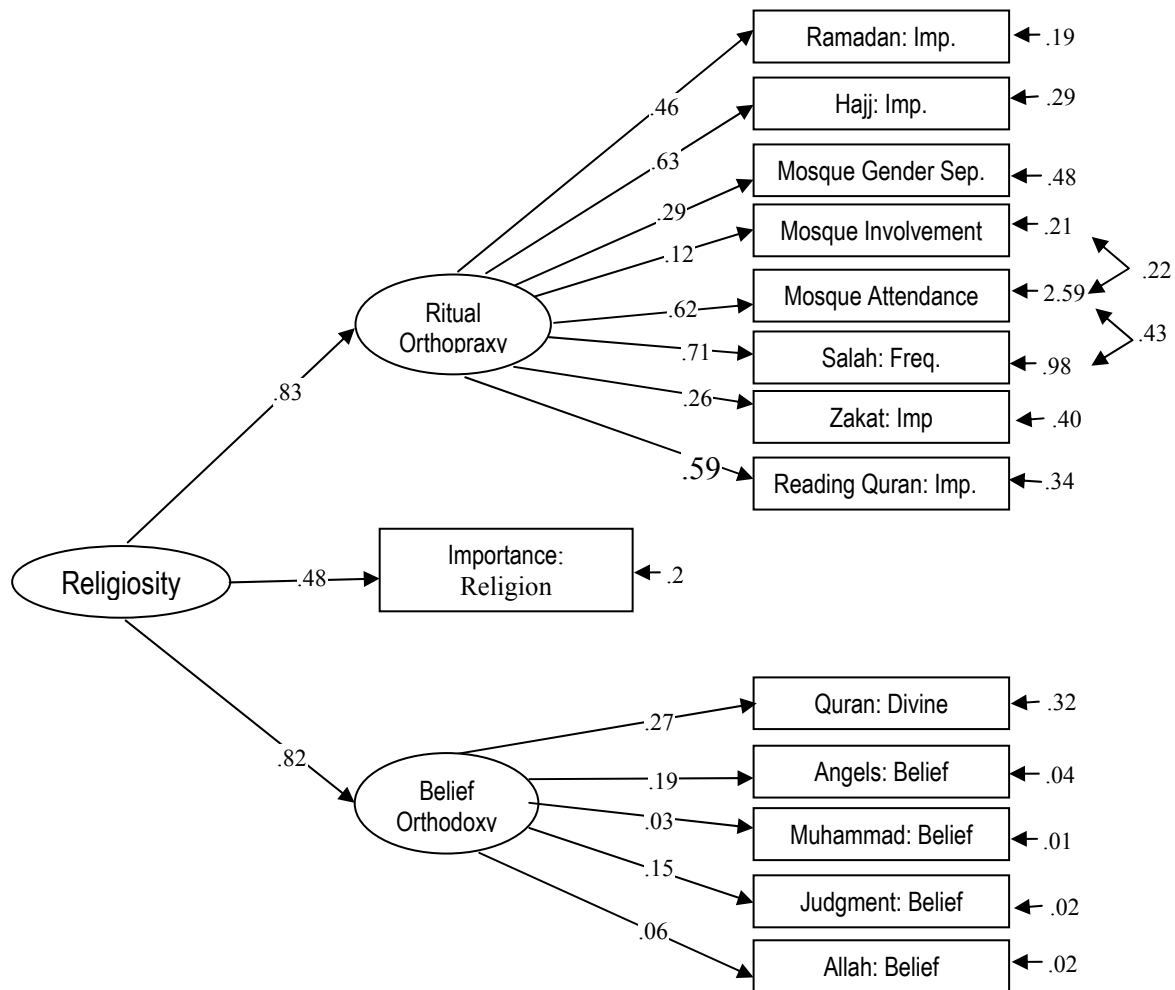 Ramadan: Imp.
.19
.46
Hajj: Imp.
.29
.63
Mosque Gender Sep.
.48
.29
Mosque Involvement
.21
.12
.22
Mosque Attendance
2.59
.62
.43
Salah: Freq.
.98
.71
Zakat: Imp
.40
.26
Reading Quran: Imp.
.34
.59
Ritual
Orthopraxy
.83
Religiosity
.48
Importance:
Religion
.2
.82
Belief
Orthodoxy
Quran: Divine
.32
.27
Angels: Belief
.04
.19
Muhammad: Belief
.01
.03
Judgment: Belief
.02
.15
Allah: Belief
.02
.06